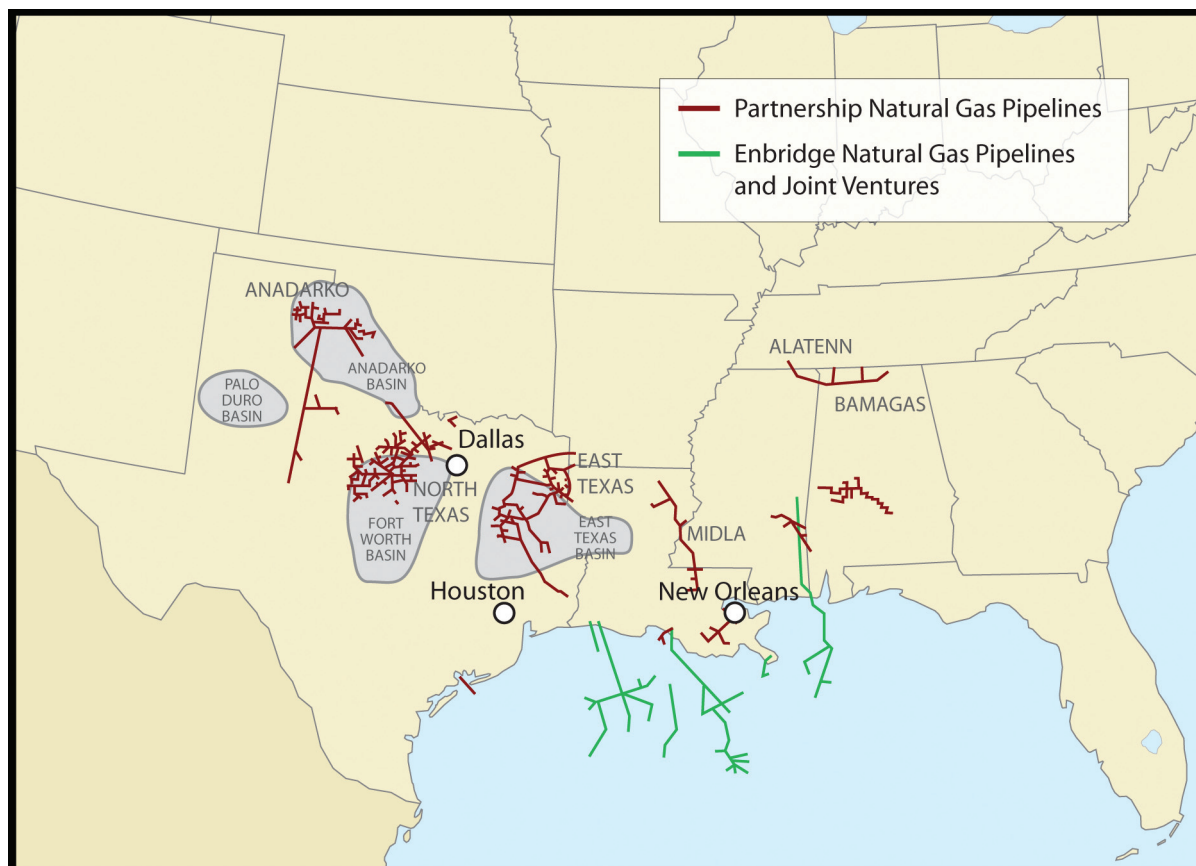 Partnership Natural Gas Pipelines
Enbridge Natural Gas Pipelines
and Joint Ventures
ANADARKO
ANADARKO
BASIN
PALO
DURO
BASIN
ALATENN
BAMAGAS
Dallas
NORTH
TEXAS
FORT
WORTH
BASIN
EAST
TEXAS
EAST
TEXAS
BASIN
MIDLA
Houston
New Orleans